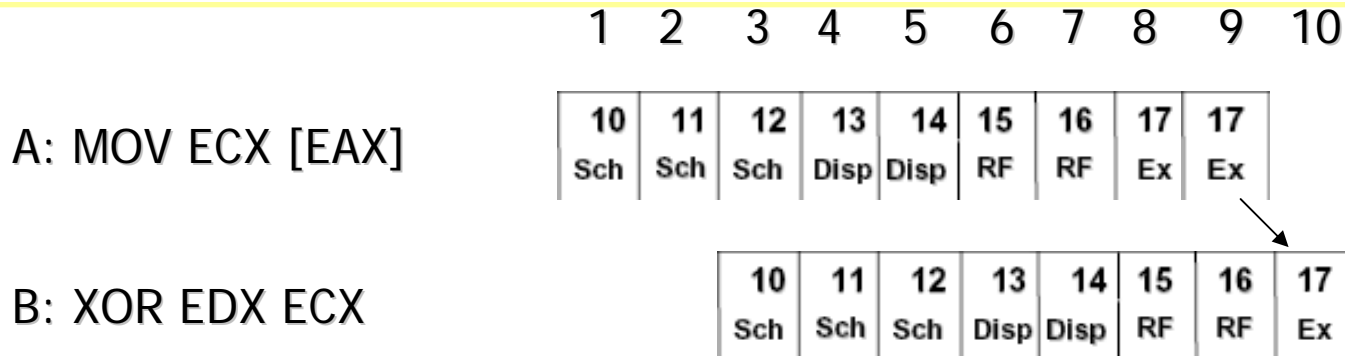 1 2 3 4 5 6 7 8 9 10
A: MOV ECX [EAX]
10 11 12 13 14 15 16 17 17
Sch Sch Sch Disp Disp RF RF Ex Ex
B: XOR EDX ECX
10 11 12 13 14 15 16 17
Sch Sch Sch Disp Disp RF RF Ex